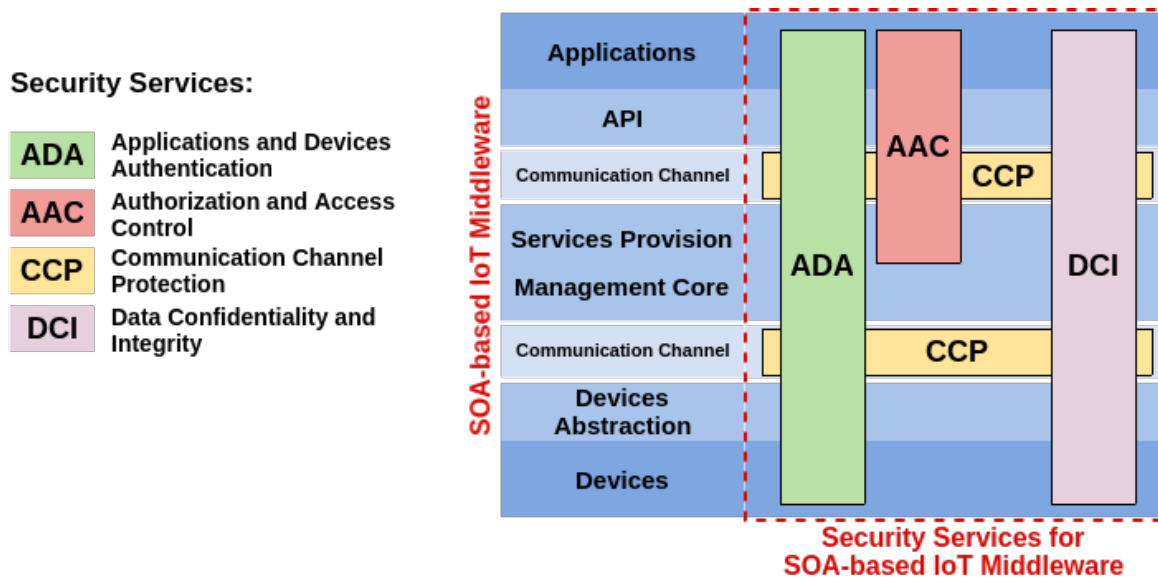 Security Services:
ADA
Applications and Devices
Authentication
AAC
Authorization and Access
Control
CCP
Communication Channel
Protection
DCI
Data Confidentiality and
Integrity
SOA-based IoT Middleware
Applications
API
Communication Channel
Services Provision
Management Core
Communication Channel
Devices
Abstraction
Devices
ADA
AAC
CCP
DCI
CCP
Security Services for
SOA-based IoT Middleware